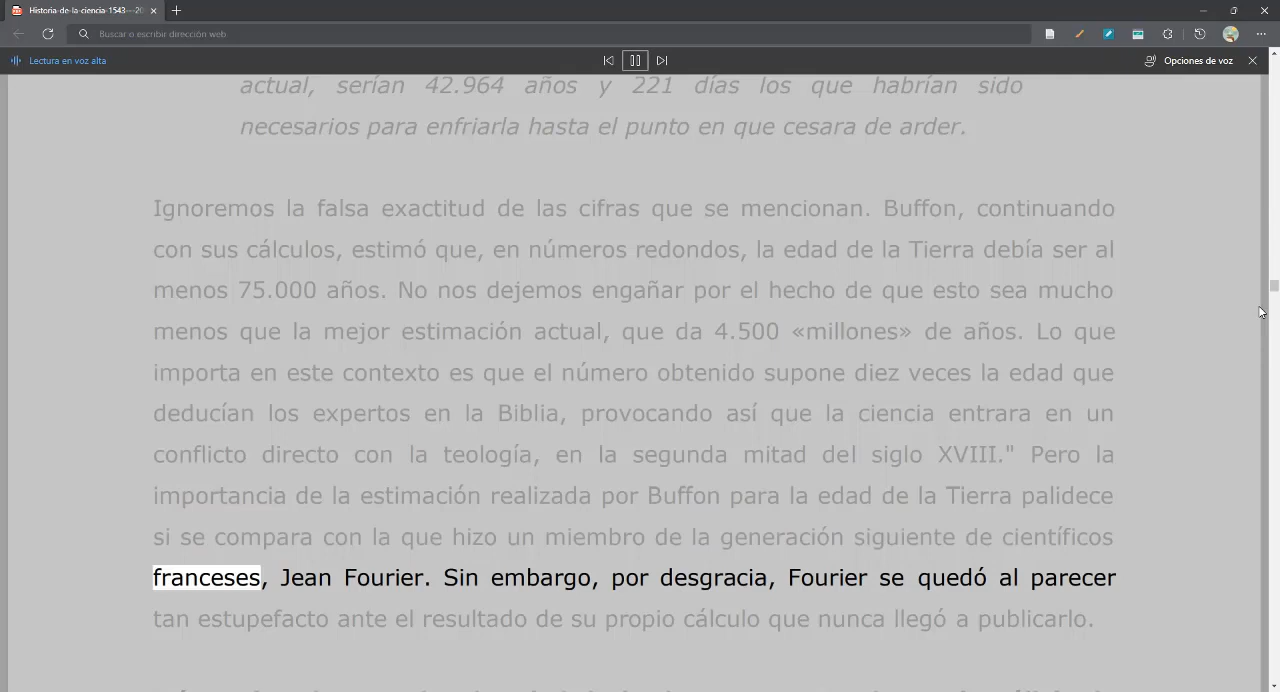 Historia-de-la-ciencia-1543---20
Buscar o escribir dirección web
Lectura en voz alta
Opciones de voz
actual, serían 42.964 años y 221 días los que habrían sido
necesarios para enfriarla hasta el punto en que cesara de arder.
Ignoremos la falsa exactitud de las cifras que se mencionan. Buffon, continuando
con sus cálculos, estimó que, en números redondos, la edad de la Tierra debía ser al
menos 75.000 años. No nos dejemos engañar por el hecho de que esto sea mucho
menos que la mejor estimación actual, que da 4.500 «millones» de años. Lo que
importa en este contexto es que el número obtenido supone diez veces la edad que
deducían los expertos en la Biblia, provocando así que la ciencia entrara en un
conflicto directo con la teología, en la segunda mitad del siglo XVIII." Pero la
importancia de la estimación realizada por Buffon para la edad de la Tierra palidece
si se compara con la que hizo un miembro de la generación siguiente de científicos
franceses, Jean Fourier. Sin embargo, por desgracia, Fourier se quedó al parecer
tan estupefacto ante el resultado de su propio cálculo que nunca llegó a publicarlo.